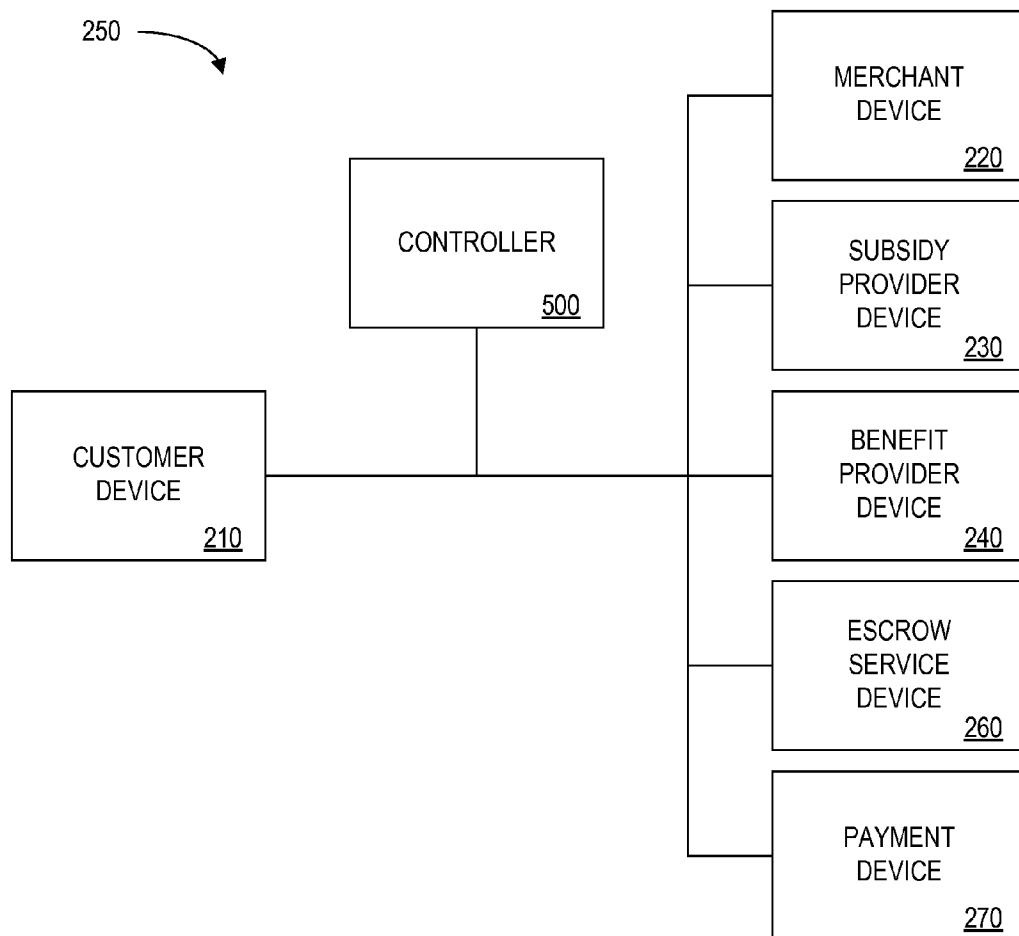 250
MERCHANT
DEVICE
220
CONTROLLER
500
SUBSIDY
PROVIDER
DEVICE
230
CUSTOMER
DEVICE
210
BENEFIT
PROVIDER
DEVICE
240
ESCROW
SERVICE
DEVICE
260
PAYMENT
DEVICE
270